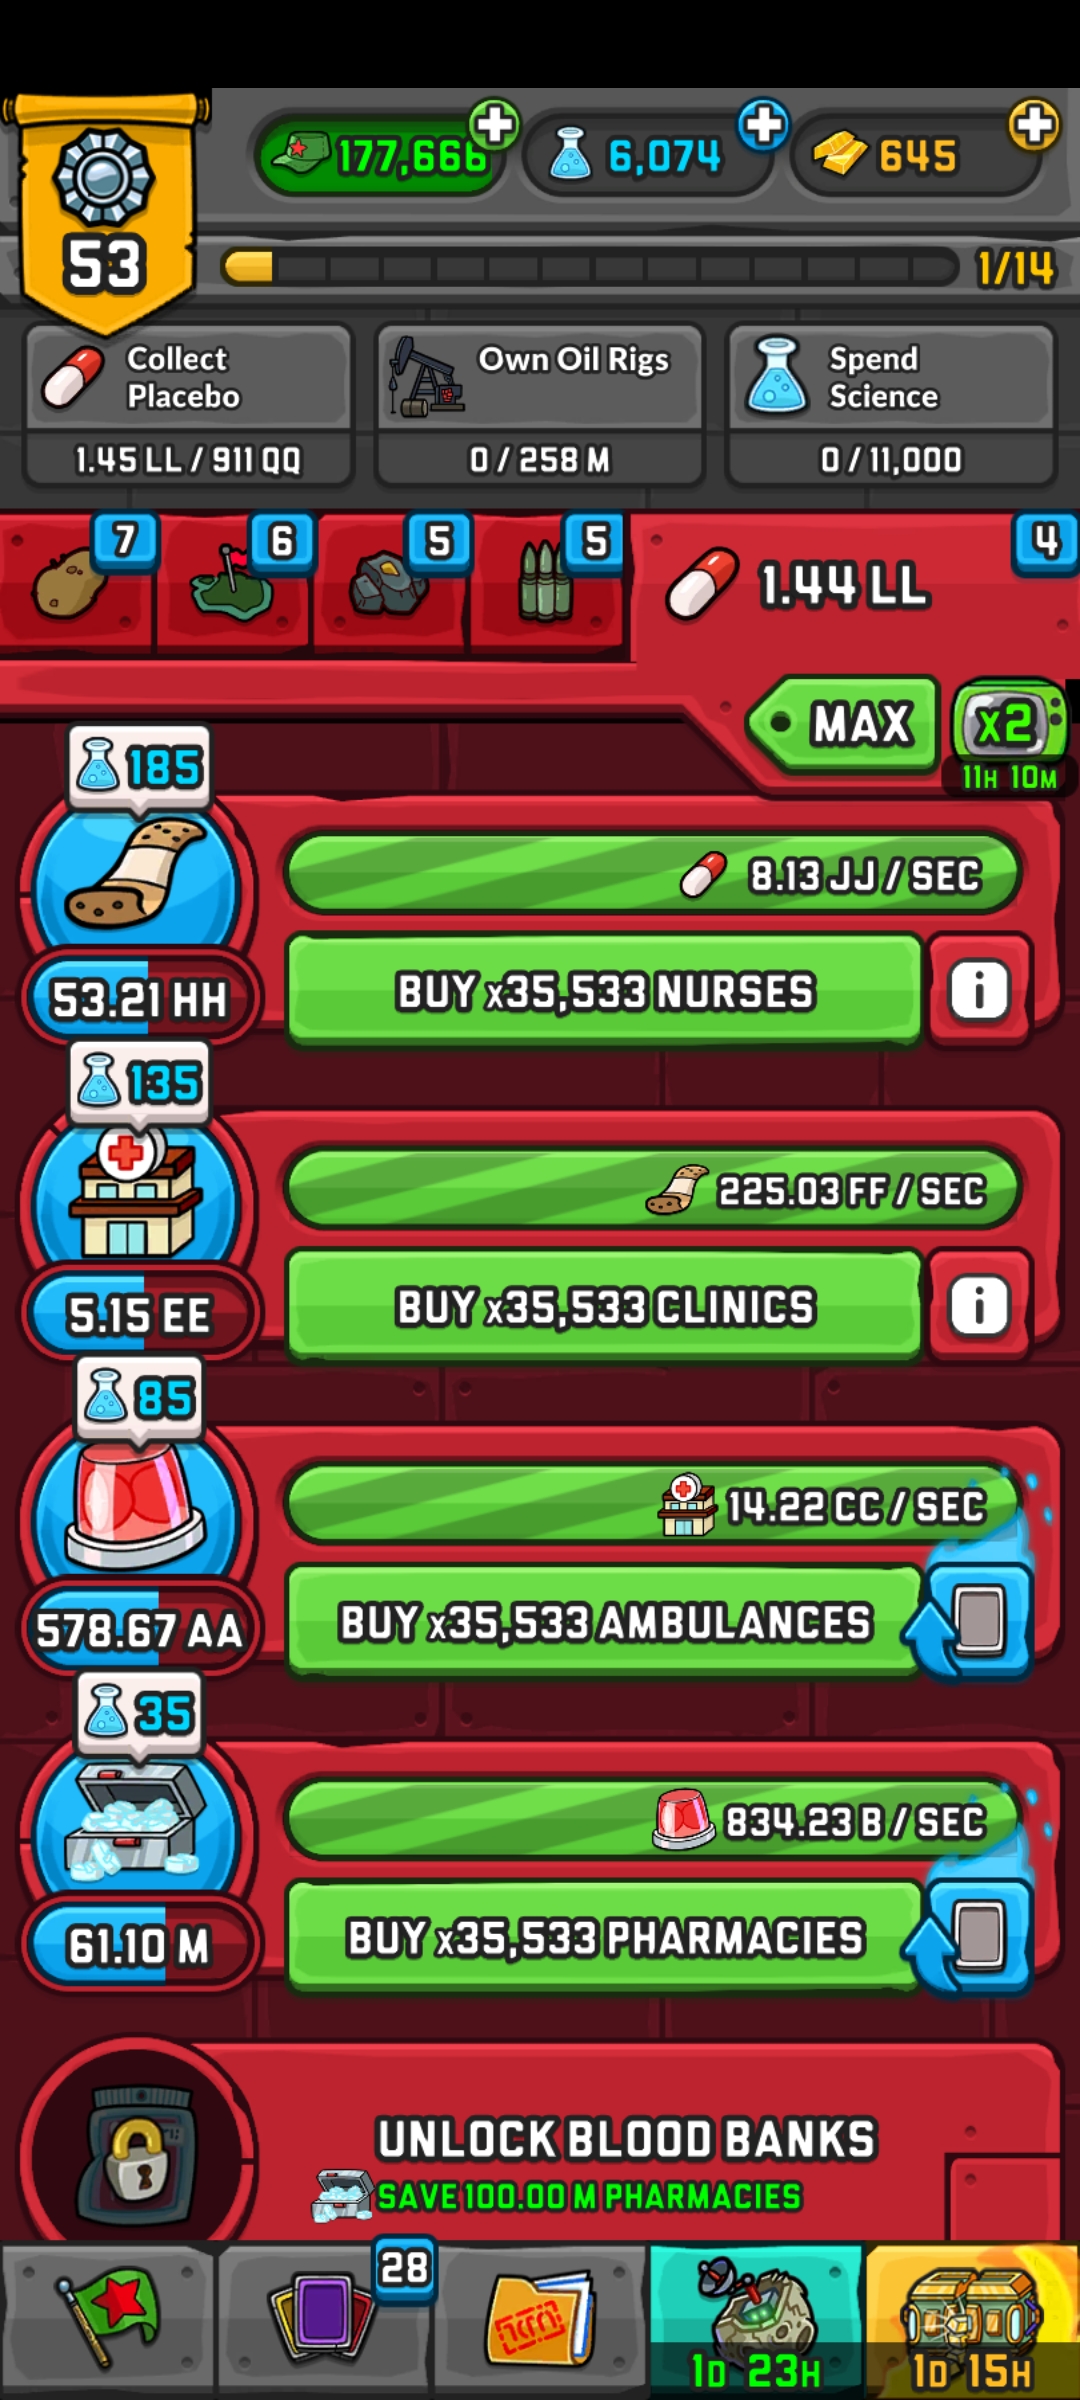 177,666
6,074
645
53
1/14
Collect
Placebo
1.45 LL / 911 QQ
Own Oil Rigs
0 / 258 M
Spend
Science
0 / 11,000
7
6
5
5
4
1.44 LL
MAX
x2
11H 10M
185
8.13 JJ / SEC
53.21 HH
BUY x35,533 NURSES
i
135
225.03 FF / SEC
5.15 EE
BUY x35,533 CLINICS
i
85
14.22 CC / SEC
578.67 AA
BUY x35,533 AMBULANCES
35
834.23 B / SEC
61.10 M
BUY x35,533 PHARMACIES
UNLOCK BLOOD BANKS
SAVE 100.00 M PHARMACIES
28
1D 23H
1D 15H